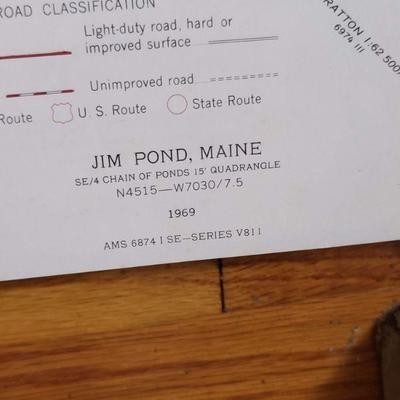 ROAD CLASSIFICATION
Light-duty road, hard or
improved surface
Unimproved road
Route U. S. Route State Route
JIM POND, MAINE
SE/4 CHAIN OF PONDS 15' QUADRANGLE
N4515—W7030/7.5
1969
AMS 6874 I SE—SERIES V811
RATTON 1:62 500
6974 III